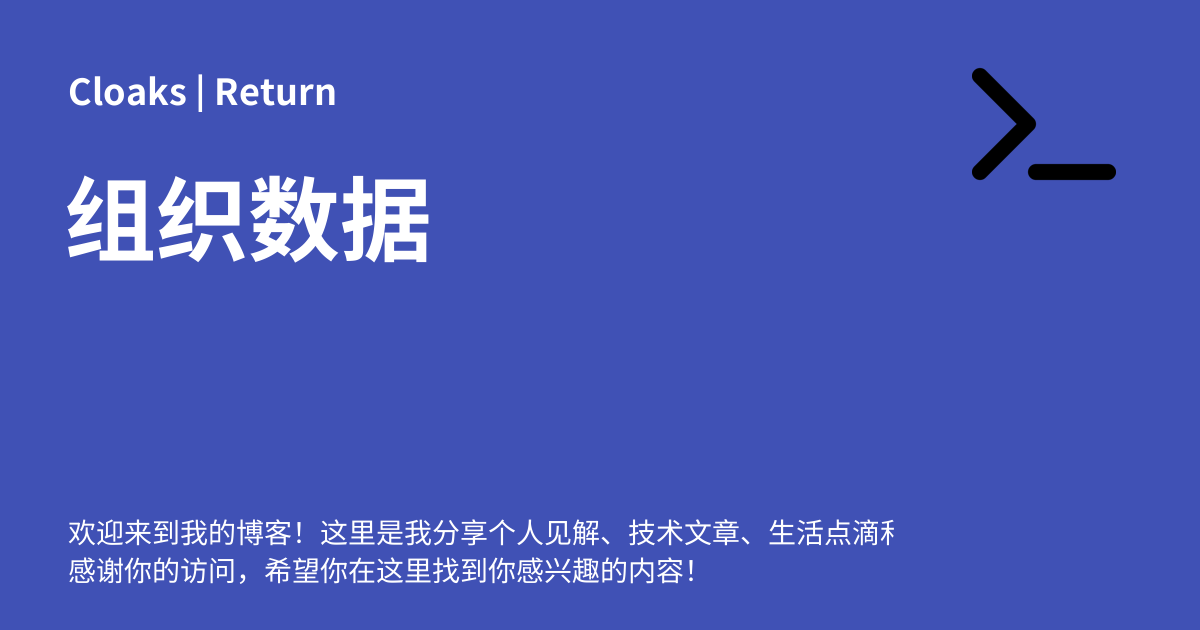 Cloaks | Return
组织数据
欢迎来到我的博客！这里是我分享个人见解、技术文章、生活点滴
感谢你的访问，希望你在这里找到你感兴趣的内容！